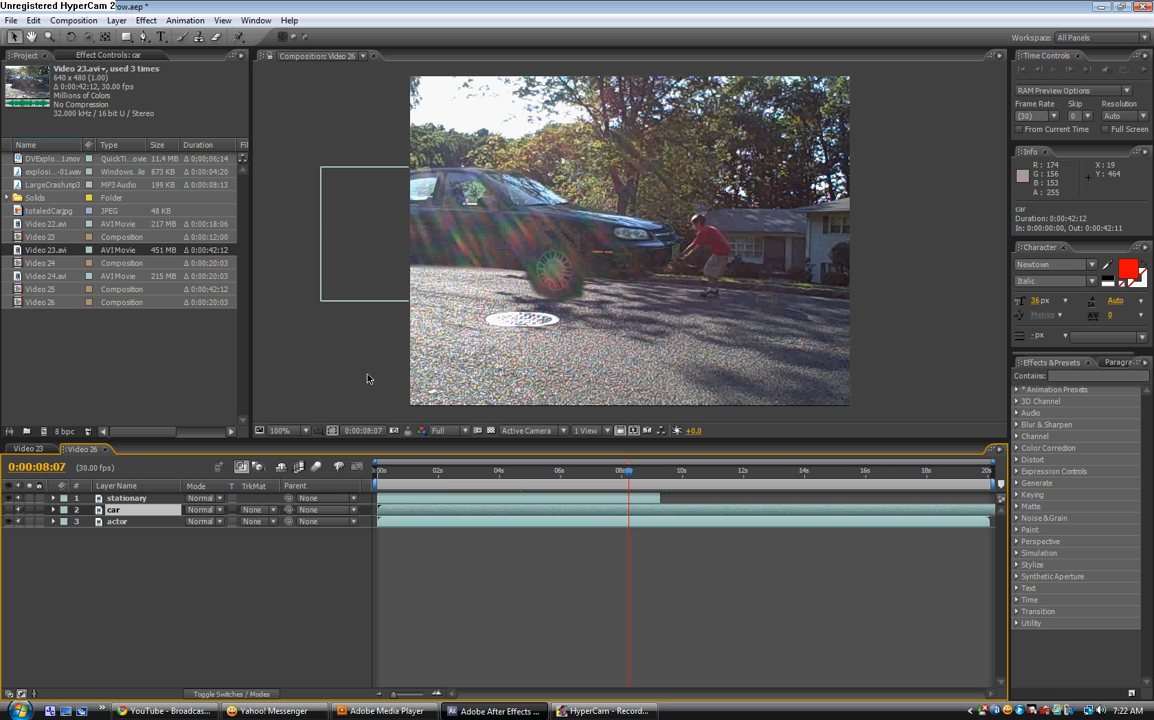 Unregistered HyperCam 2 ow.aep *
File Edit Composition Layer Effect Animation View Window Help
Workspace: All Panels
Project Effect Controls: car
Composition: Video 26
Time Controls
Video 23.avi, used 3 times
640 x 480 (1.00)
Δ 0:00:42:12, 30.00 fps
Millions of Colors
No Compression
32.000 kHz / 16 bit U / Stereo
RAM Preview Options
Frame Rate Skip Resolution
(30) 0 Auto
From Current Time Full Screen
Name Type Size Duration Fil
DVExplo...1.mov QuickTi...ovie 11.4 MB Δ 0;00;06;14
explosi...-01.wav Windows...ile 873 KB Δ 0:00:04:20
LargeCrash.mp3 MP3 Audio 199 KB Δ 0:00:08:13
Solids Folder
totaledCar.jpg JPEG 48 KB
Video 22.avi AVI Movie 217 MB Δ 0:00:18:06
Video 23 Composition Δ 0:00:12:00
Video 23.avi AVI Movie 451 MB Δ 0:00:42:12
Video 24 Composition Δ 0:00:20:03
Video 24.avi AVI Movie 215 MB Δ 0:00:20:03
Video 25 Composition Δ 0:00:42:12
Video 26 Composition Δ 0:00:20:03
Info
R : 174
G : 156
B : 153
A : 255
X : 19
Y : 464
car
Duration: 0:00:42:12
In: 0:00:00:00, Out: 0:00:42:11
Character
Newtown
Italic
36 px Auto
Metrics 0
- px
Effects & Presets Paragra
Contains:
* Animation Presets
3D Channel
Audio
Blur & Sharpen
Channel
Color Correction
Distort
Expression Controls
Generate
Keying
Matte
Noise & Grain
Paint
Perspective
Simulation
Stylize
Synthetic Aperture
Text
Time
Transition
Utility
8 bpc
100% 0:00:08:07 Full Active Camera 1 View +0.0
Video 23 Video 26
0:00:08:07 (30.00 fps)
02s 04s 06s 10s 12s 14s 16s 18s 20s
# Layer Name Mode T TrkMat Parent
1 stationary Normal None
2 car Normal None None
3 actor Normal None None
Toggle Switches / Modes
YouTube - Broadcas... Yahoo! Messenger Adobe Media Player Adobe After Effects ... HyperCam - Record... 7:22 AM